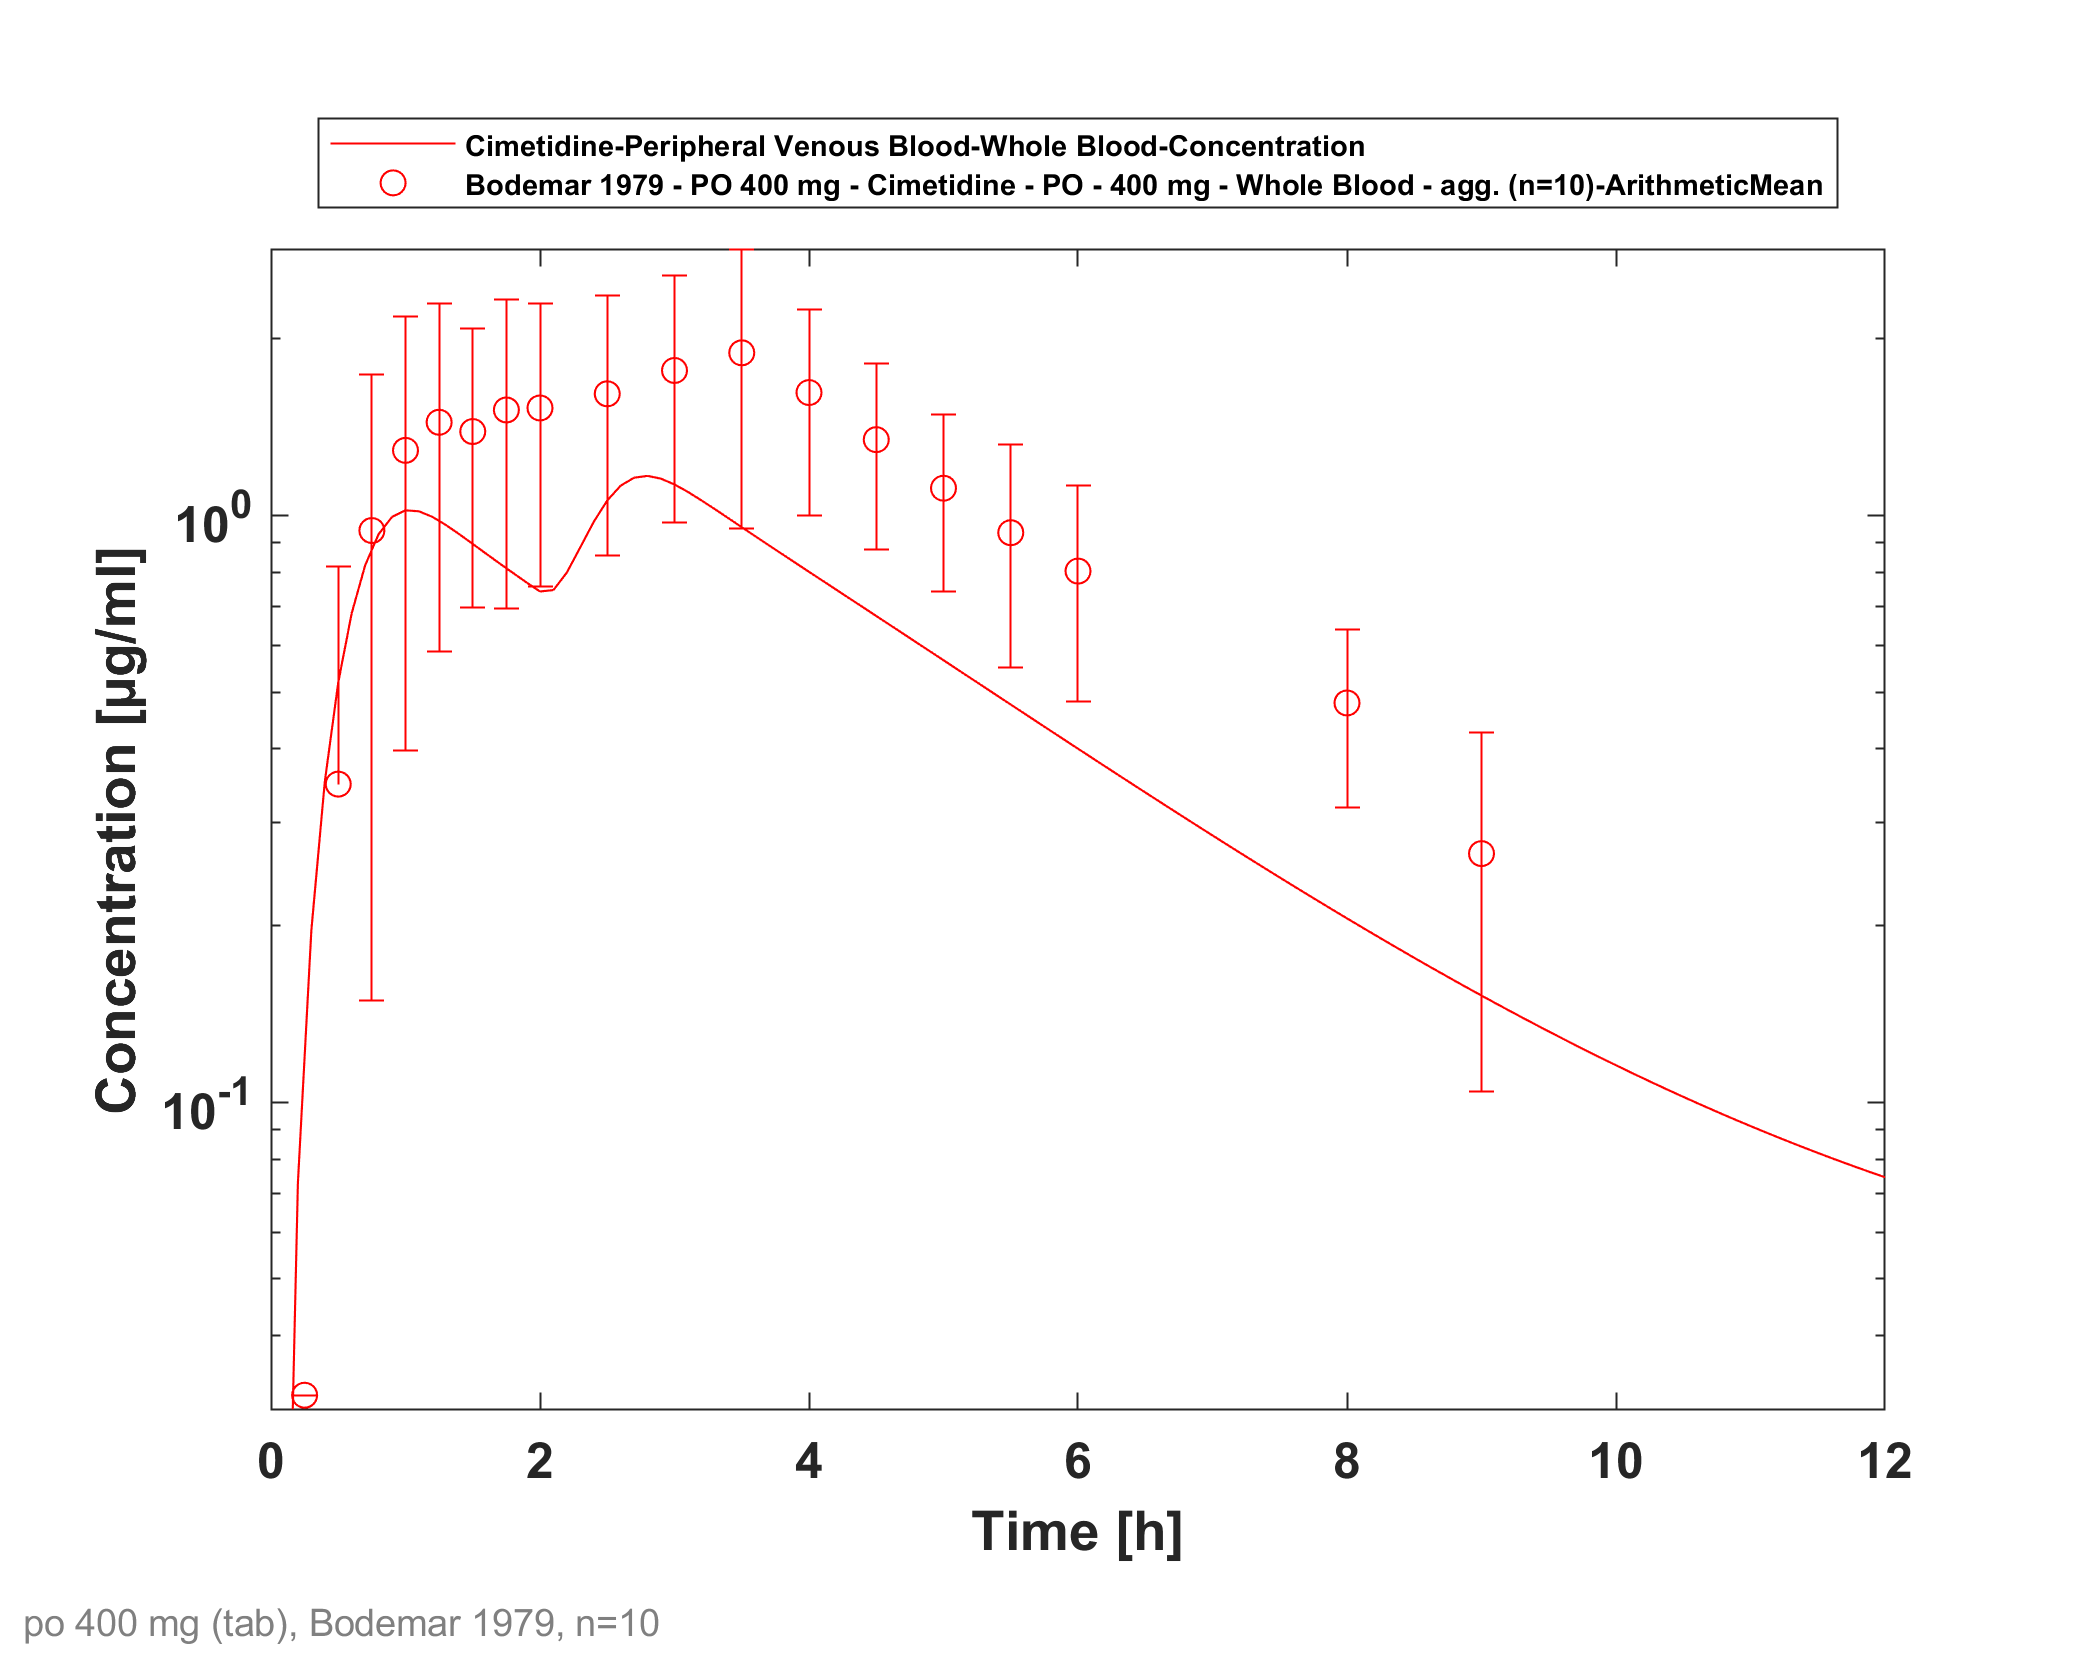 Cimetidine-Peripheral Venous Blood-Whole Blood-Concentration
Bodemar 1979 - PO 400 mg - Cimetidine - PO - 400 mg - Whole Blood - agg. (n=10)-ArithmeticMean
Concentration [µg/ml]
10⁰
10⁻¹
0 2 4 6 8 10 12
Time [h]
po 400 mg (tab), Bodemar 1979, n=10